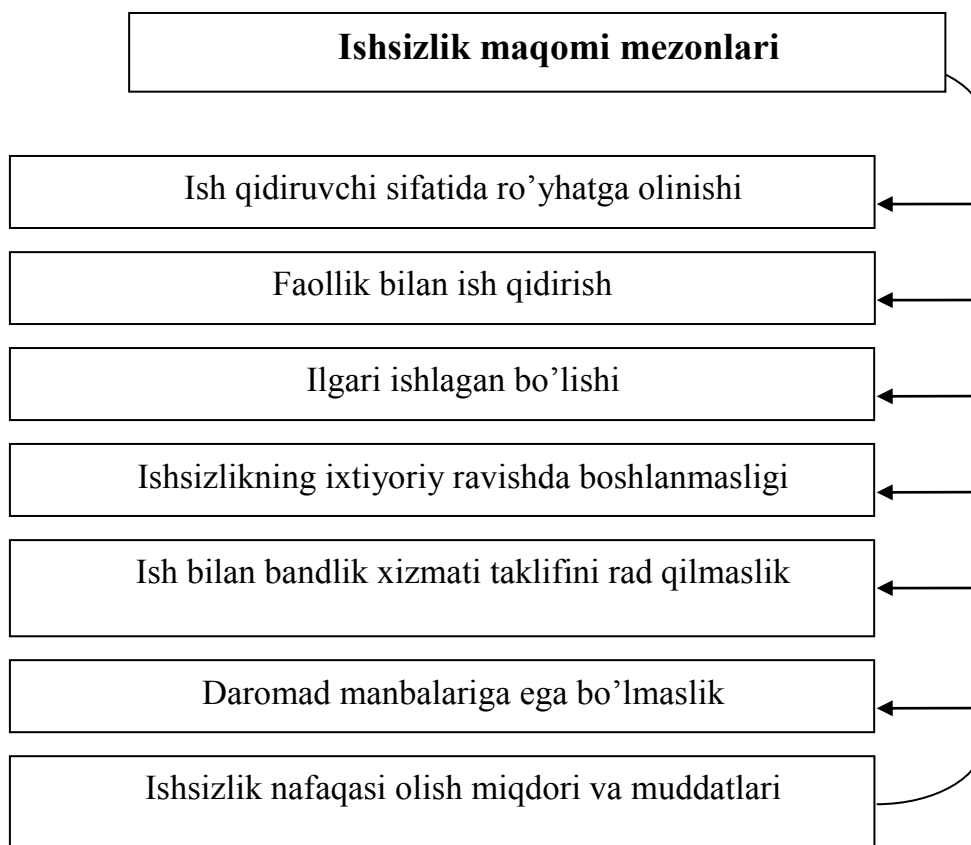 Ishsizlik maqomi mezonlari
Ish qidiruvchi sifatida ro’yhatga olinishi
Faollik bilan ish qidirish
Ilgari ishlagan bo’lishi
Ishsizlikning ixtiyoriy ravishda boshlanmasligi
Ish bilan bandlik xizmati taklifini rad qilmaslik
Daromad manbalariga ega bo’lmaslik
Ishsizlik nafaqasi olish miqdori va muddatlari